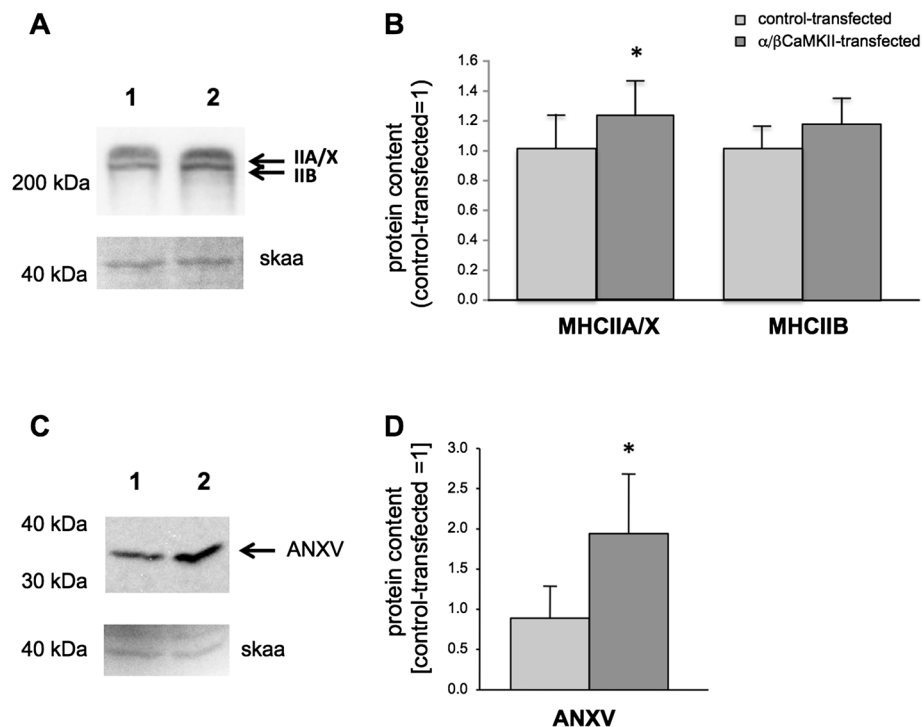 A
1 2
IIA/X
IIB
200 kDa
40 kDa
skaa
B
control-transfected
α/βCaMKII-transfected
protein content
(control-transfected=1)
1.6
1.4
1.2
1.0
0.8
0.6
0.4
0.2
0.0
*
MHCIIA/X MHCIIB
C
1 2
40 kDa
30 kDa
ANXV
40 kDa
skaa
D
protein content
[control-transfected =1]
3.0
2.5
2.0
1.5
1.0
0.5
0.0
*
ANXV